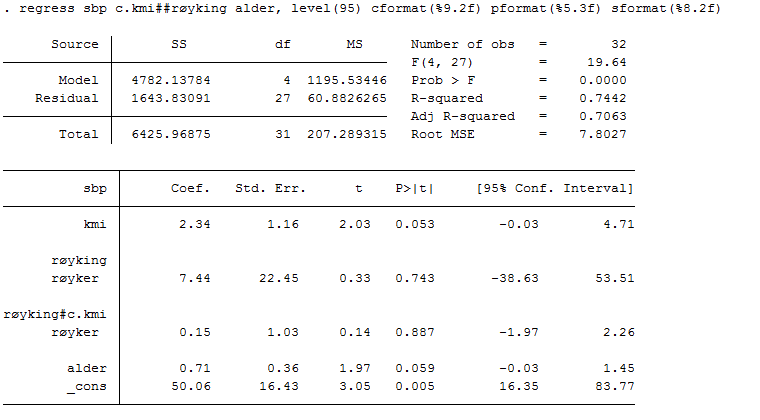 . regress sbp c.kmi##røyking alder, level(95) cformat(%9.2f) pformat(%5.3f) sformat(%8.2f)
Source SS df MS Number of obs = 32
F(4, 27) = 19.64
Model 4782.13784 4 1195.53446 Prob > F = 0.0000
Residual 1643.83091 27 60.8826265 R-squared = 0.7442
Adj R-squared = 0.7063
Total 6425.96875 31 207.289315 Root MSE = 7.8027
sbp Coef. Std. Err. t P>|t| [95% Conf. Interval]
kmi 2.34 1.16 2.03 0.053 -0.03 4.71
røyking
røyker 7.44 22.45 0.33 0.743 -38.63 53.51
røyking#c.kmi
røyker 0.15 1.03 0.14 0.887 -1.97 2.26
alder 0.71 0.36 1.97 0.059 -0.03 1.45
_cons 50.06 16.43 3.05 0.005 16.35 83.77